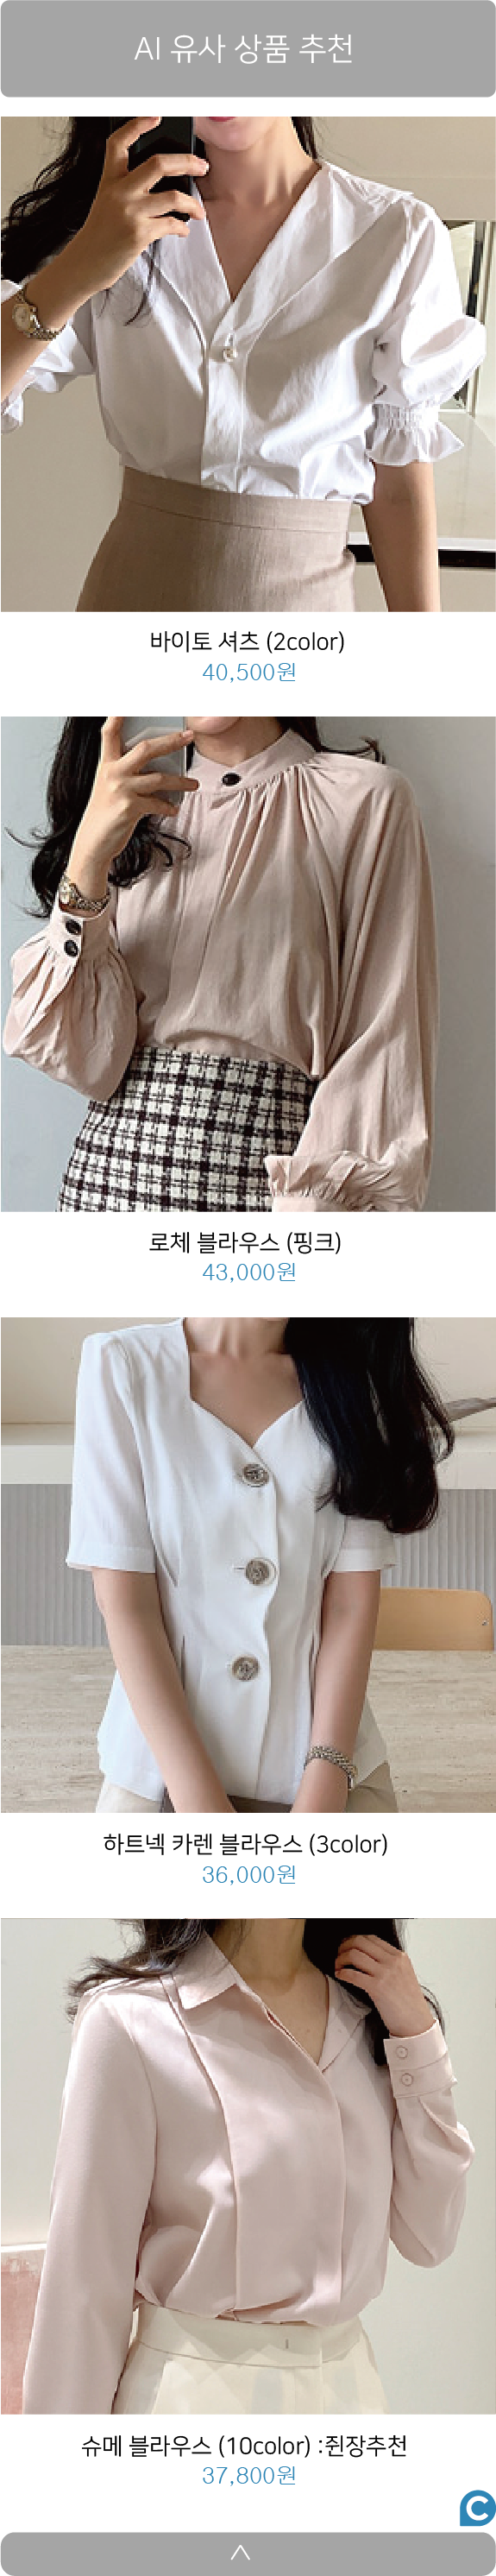 AI 유사 상품 추천
바이토 셔츠 (2color)
40,500원
로체 블라우스 (핑크)
43,000원
하트넥 카렌 블라우스 (3color)
36,000원
슈메 블라우스 (10color) :쥔장추천
37,800원
C